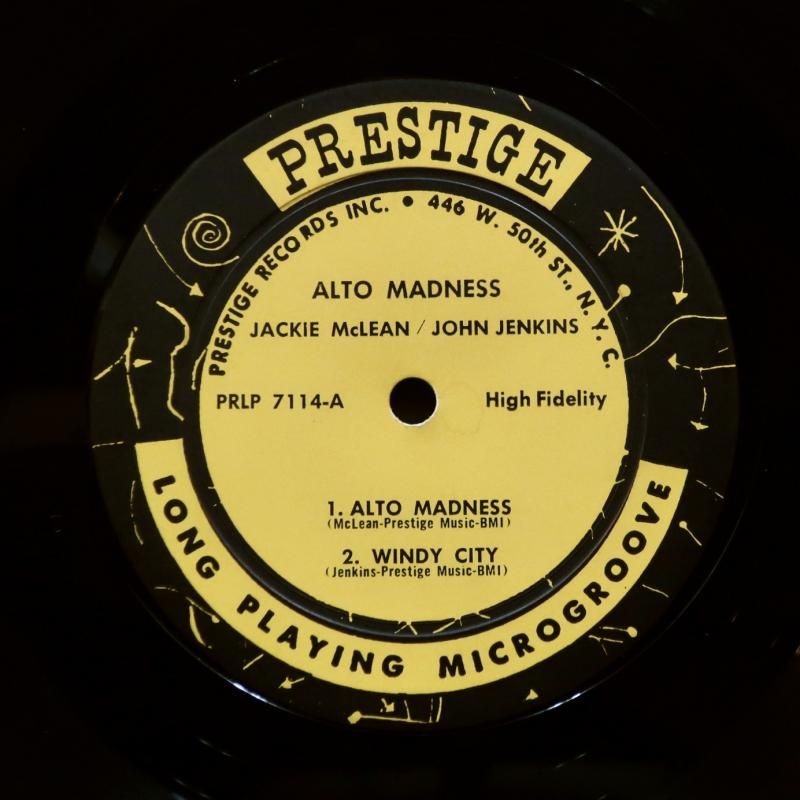 PRESTIGE
PRESTIGE RECORDS INC. • 446 W. 50th ST., N.Y.C.
ALTO MADNESS
JACKIE McLEAN / JOHN JENKINS
PRLP 7114-A
High Fidelity
1. ALTO MADNESS
(McLean-Prestige Music-BMI)
2. WINDY CITY
(Jenkins-Prestige Music-BMI)
LONG PLAYING MICROGROOVE